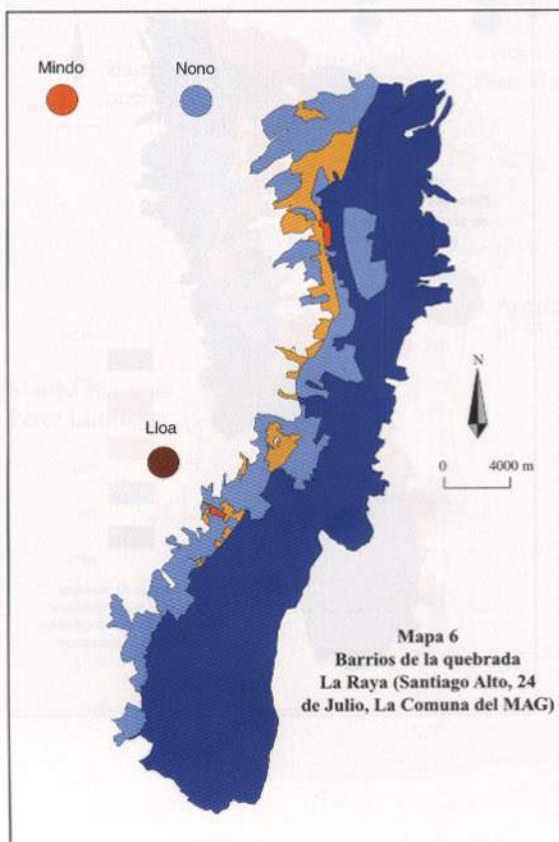 Mindo
Nono
Lloa
N
0 4000 m
Mapa 6
Barrios de la quebrada
La Raya (Santiago Alto, 24
de Julio, La Comuna del MAG)